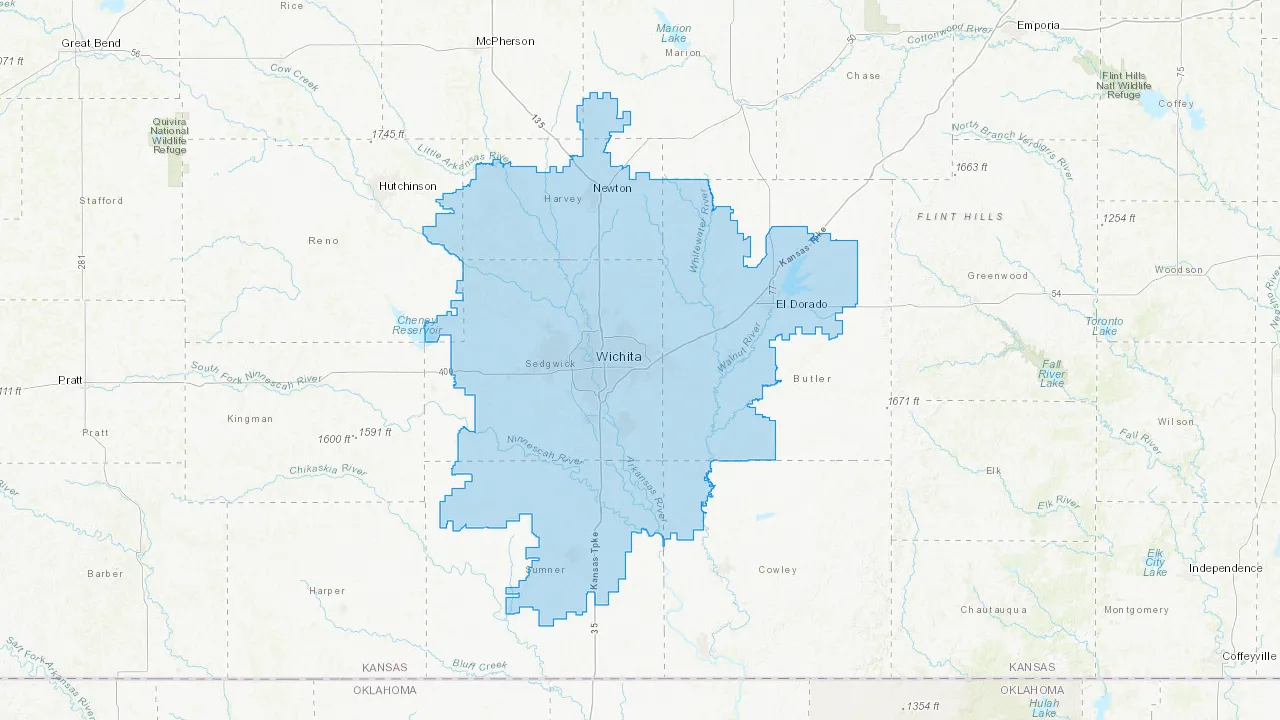 Rice
Great Bend
56
071 ft
Cow Creek
McPherson
Marion
Lake
Marion
50
Cottonwood River
Emporia
Chase
Flint Hills
Natl Wildlife
Refuge
75
Coffey
Quivira
National
Wildlife
Refuge
1745 ft
135
Little Arkansas River
North Branch Verdigris River
1663 ft
Hutchinson
Newton
Harvey
Stafford
Reno
Whitewater River
Kansas Tpke
FLINT HILLS
1254 ft
281
Greenwood
Woodson
77
El Dorado
54
Cheney
Reservoir
Toronto
Lake
Walnut River
Wichita
Sedgwick
400
South Fork Ninnescah River
Pratt
111 ft
Butler
Fall
River
Lake
1671 ft
Kingman
Pratt
1600 ft
1591 ft
Wilson
Fall River
Ninnescah River
Arkansas River
Chikaskia River
Elk
Elk River
River
Kansas Tpke
Sumner
Cowley
Barber
Harper
Elk
City
Lake
Independence
Chautauqua
Montgomery
35
Salt Fork Arkansas River
Bluff Creek
Coffeyville
KANSAS
KANSAS
OKLAHOMA
OKLAHOMA
1354 ft
Hulah
Lake